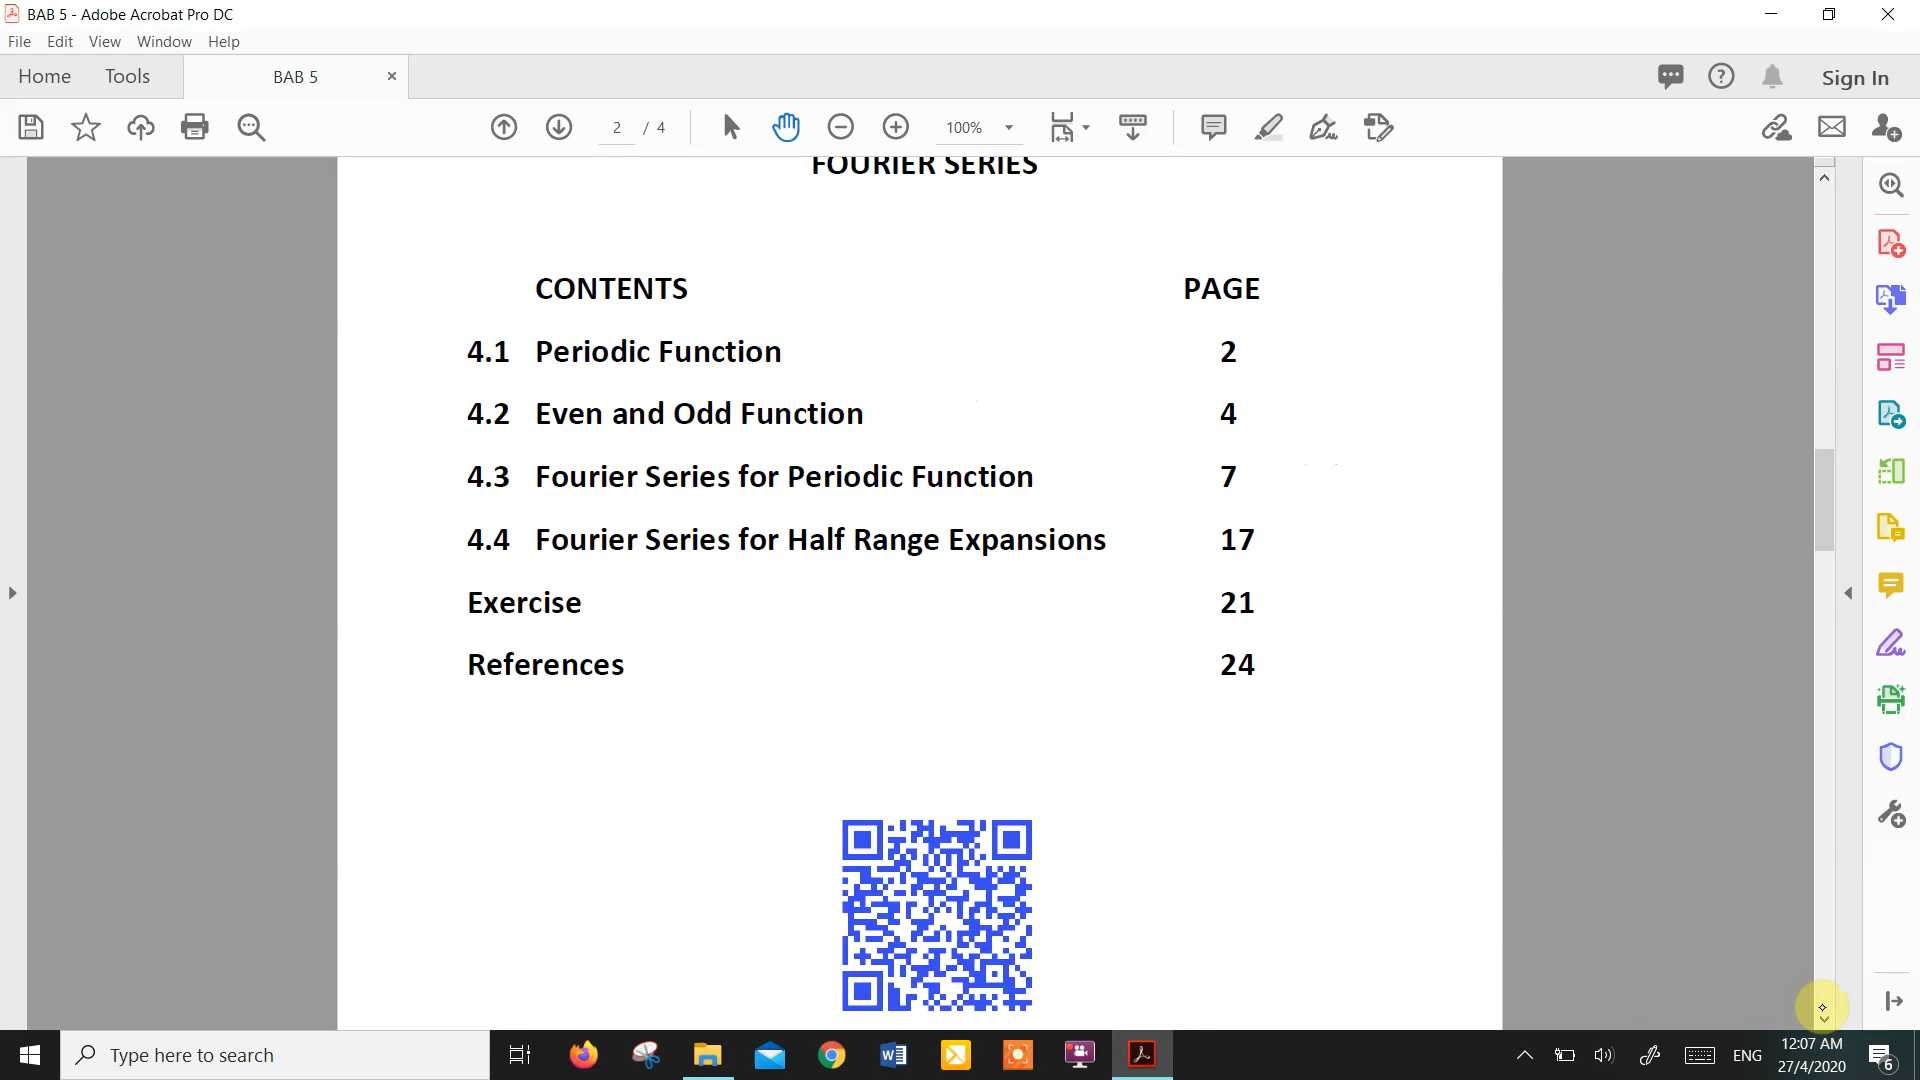 BAB 5 - Adobe Acrobat Pro DC
File Edit View Window Help
Home Tools BAB 5 Sign In
2 / 4 100%
FOURIER SERIES
CONTENTS PAGE
4.1 Periodic Function 2
4.2 Even and Odd Function 4
4.3 Fourier Series for Periodic Function 7
4.4 Fourier Series for Half Range Expansions 17
Exercise 21
References 24
Type here to search
ENG
12:07 AM
27/4/2020
6